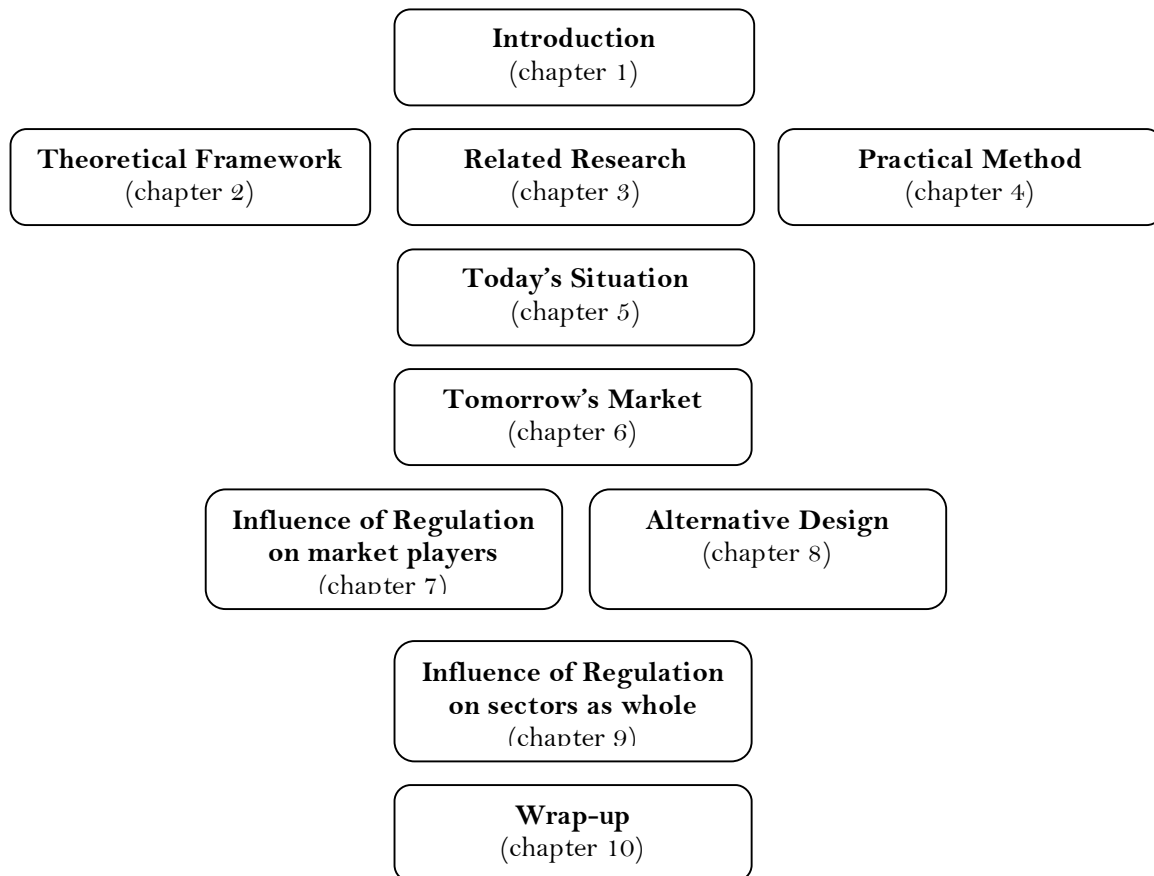 Introduction
(chapter 1)
Theoretical Framework
(chapter 2)
Related Research
(chapter 3)
Practical Method
(chapter 4)
Today’s Situation
(chapter 5)
Tomorrow’s Market
(chapter 6)
Influence of Regulation
on market players
(chapter 7)
Alternative Design
(chapter 8)
Influence of Regulation
on sectors as whole
(chapter 9)
Wrap-up
(chapter 10)